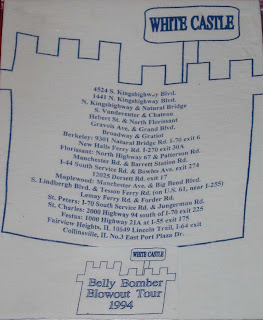 WHITE CASTLE
4524 S. Kingshighway Blvd.
1441 N. Kingshighway Blvd.
N. Kingshighway & Natural Bridge
S. Vandeventer & Chateau
Hebert St. & North Florissant
Gravois Ave. & Grand Blvd.
Broadway & Gratiot
Berkeley: 9301 Natural Bridge Rd. I-70 exit 6
New Halls Ferry Rd. I-270 exit 30A
Florissant: North Highway 67 & Patterson Rd.
Manchester Rd. & Barrett Station Rd.
I-44 South Service Rd. & Bowles Ave. exit 274
12025 Dorsett Rd. exit 17
Maplewood: Manchester Ave. & Big Bend Blvd.
S. Lindbergh Blvd. & Tesson Ferry Rd. (on U.S. 61, near I-255)
Lemay Ferry Rd. & Forder Rd.
St. Peters: I-70 South Service Rd. & Jungerman Rd.
St. Charles: 2000 Highway 94 south of I-70 exit 225
Festus: 1000 Highway 21A at I-55 exit 175
Fairview Heights, IL 10849 Lincoln Trail, I-64 exit
Collinsville, IL No.3 East Port Plaza Dr.
WHITE CASTLE
Belly Bomber
Blowout Tour
1994